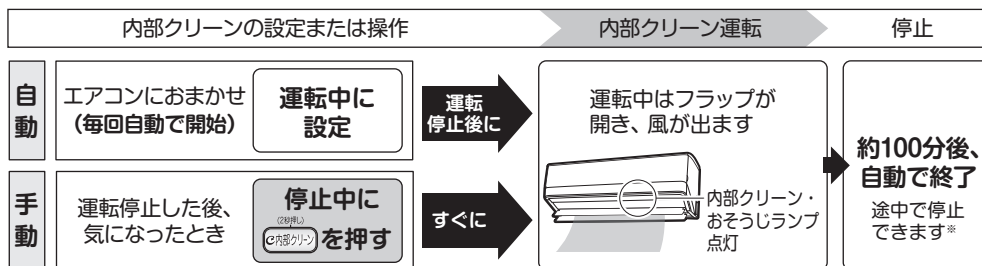 内部クリーンの設定または操作
内部クリーン運転
停止
自動
エアコンにおまかせ
（毎回自動で開始）
運転中に
設定
運転
停止後に
運転中はフラップが
開き、風が出ます
内部クリーン・
おそうじランプ
点灯
約100分後、
自動で終了
途中で停止
できます※
手動
運転停止した後、
気になったとき
停止中に
(2秒押し)
内部クリーン を押す
すぐに